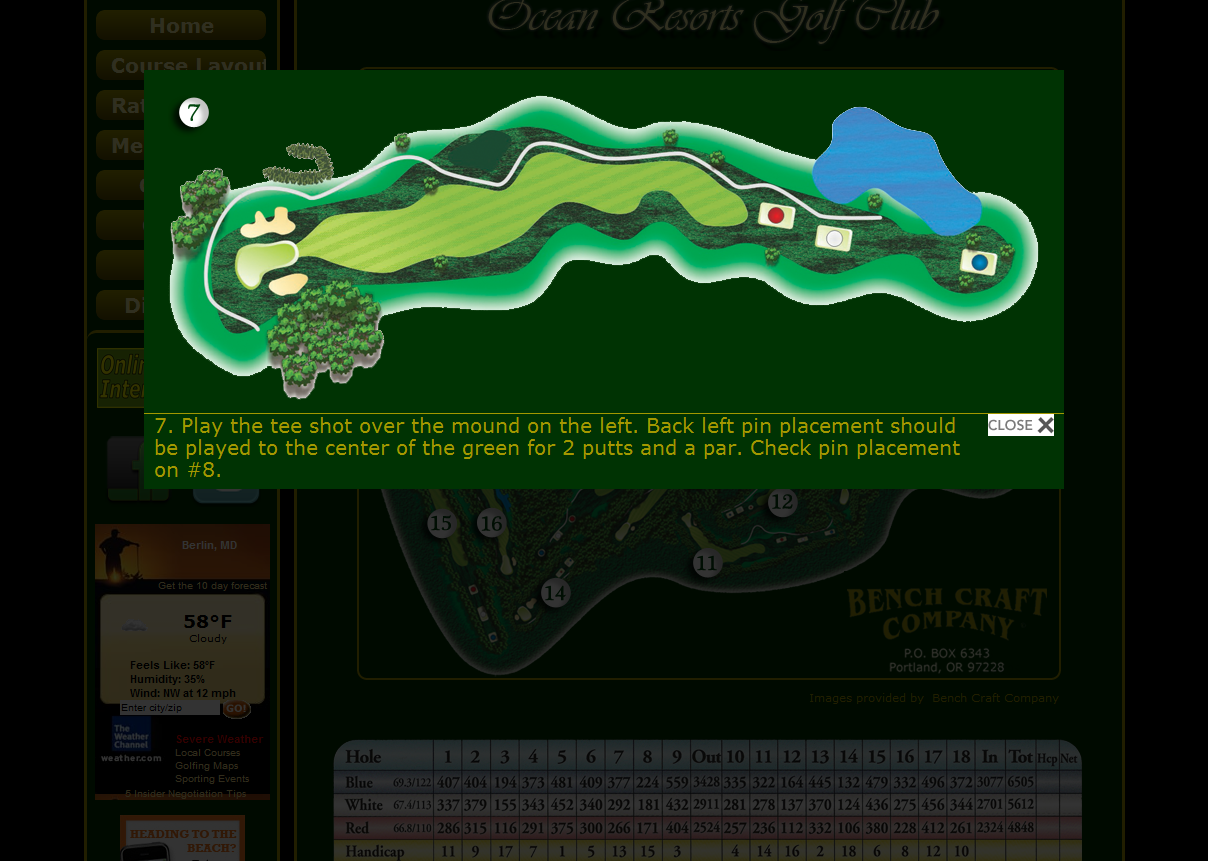 Ocean Resorts Golf Club
Home
Course Layout
Rat
Me
Di
7
7. Play the tee shot over the mound on the left. Back left pin placement should
be played to the center of the green for 2 putts and a par. Check pin placement
on #8.
CLOSE
Onlin
Inter
15
16
12
11
14
BENCH CRAFT
COMPANY
P.O. BOX 6343
Portland, OR 97228
Images provided by Bench Craft Company
Berlin, MD
Get the 10 day forecast
58°F
Cloudy
Feels Like: 58°F
Humidity: 35%
Wind: NW at 12 mph
Enter city/zip GO!
The
Weather
Channel
weather.com
Severe Weather
Local Courses
Golfing Maps
Sporting Events
5 Insider Negotiation Tips
HEADING TO THE
BEACH?
Hole 1 2 3 4 5 6 7 8 9 Out 10 11 12 13 14 15 16 17 18 In Tot Hcp Net
Blue 69.3/122 407 404 194 373 481 409 377 224 559 3428 335 322 164 445 132 479 332 496 372 3077 6505
White 67.4/113 337 379 155 343 452 340 292 181 432 2911 281 278 137 370 124 436 275 456 344 2701 5612
Red 66.8/110 286 315 116 291 375 300 266 171 404 2524 257 236 112 332 106 380 228 412 261 2324 4848
Handicap 11 9 17 7 1 5 13 15 3 4 14 16 2 18 6 8 12 10